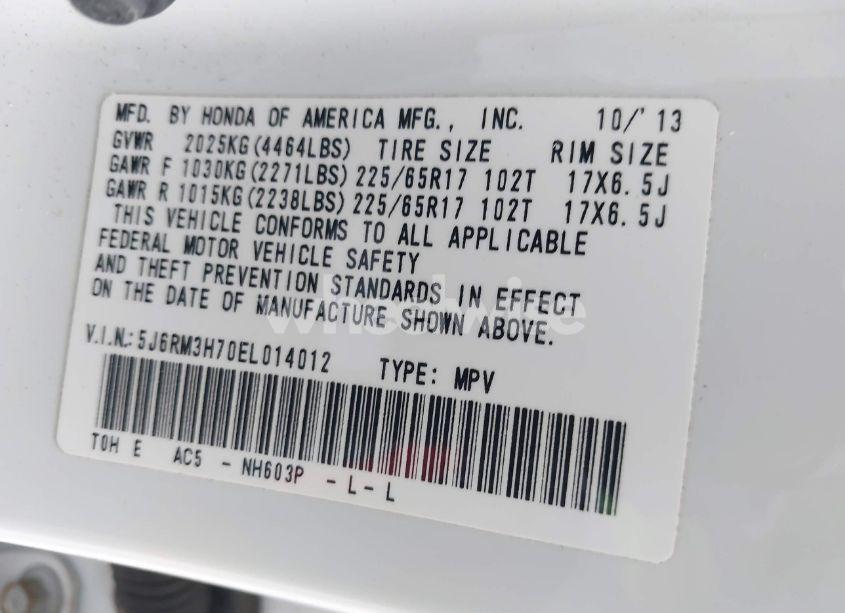 MFD. BY HONDA OF AMERICA MFG., INC. 10/'13
GVWR 2025KG(4464LBS) TIRE SIZE RIM SIZE
GAWR F 1030KG(2271LBS) 225/65R17 102T 17X6.5J
GAWR R 1015KG(2238LBS) 225/65R17 102T 17X6.5J
THIS VEHICLE CONFORMS TO ALL APPLICABLE
FEDERAL MOTOR VEHICLE SAFETY
AND THEFT PREVENTION STANDARDS IN EFFECT
ON THE DATE OF MANUFACTURE SHOWN ABOVE.
V.I.N.: 5J6RM3H70EL014012 TYPE: MPV
T0H E AC5 - NH603P - L - L